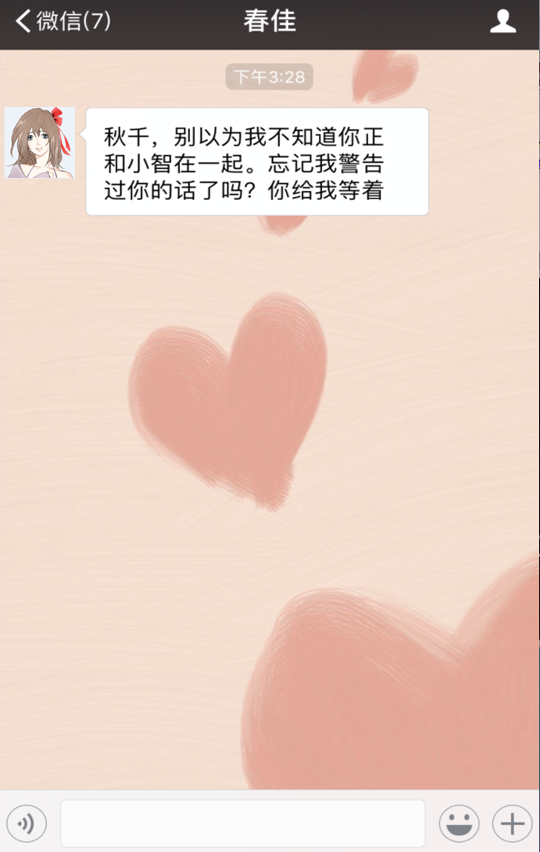 微信(7)
春佳
下午3:28
秋千，别以为我不知道你正
和小智在一起。忘记我警告
过你的话了吗？你给我等着